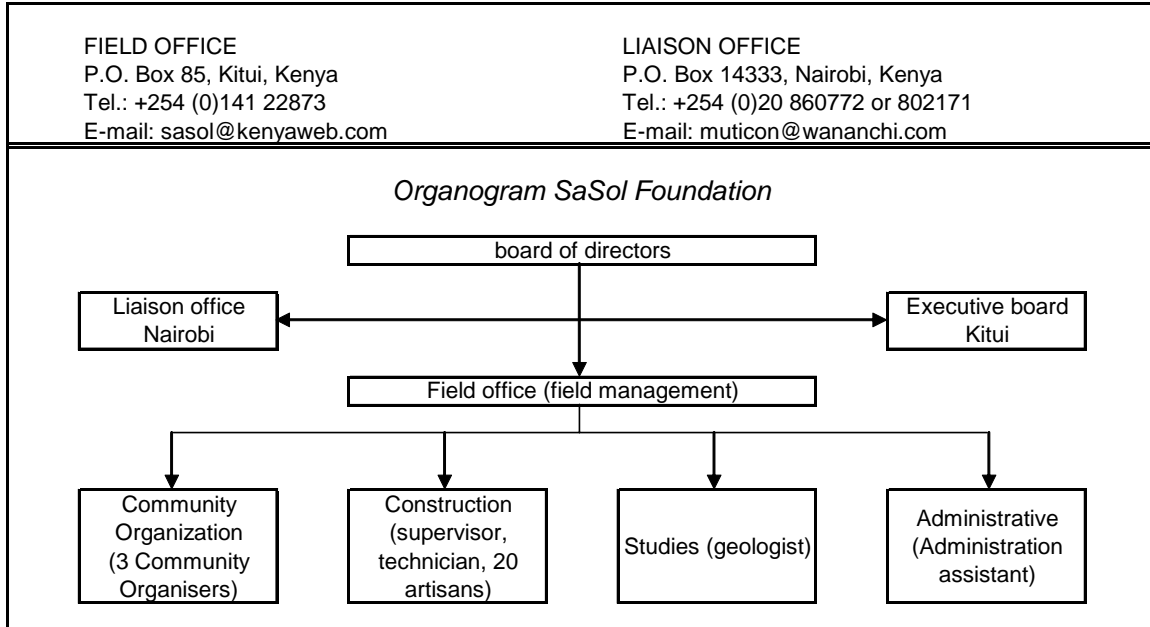 FIELD OFFICE
P.O. Box 85, Kitui, Kenya
Tel.: +254 (0)141 22873
E-mail: sasol@kenyaweb.com
LIAISON OFFICE
P.O. Box 14333, Nairobi, Kenya
Tel.: +254 (0)20 860772 or 802171
E-mail: muticon@wananchi.com
Organogram SaSol Foundation
board of directors
Liaison office
Nairobi
Executive board
Kitui
Field office (field management)
Community
Organization
(3 Community
Organisers)
Construction
(supervisor,
technician, 20
artisans)
Studies (geologist)
Administrative
(Administration
assistant)